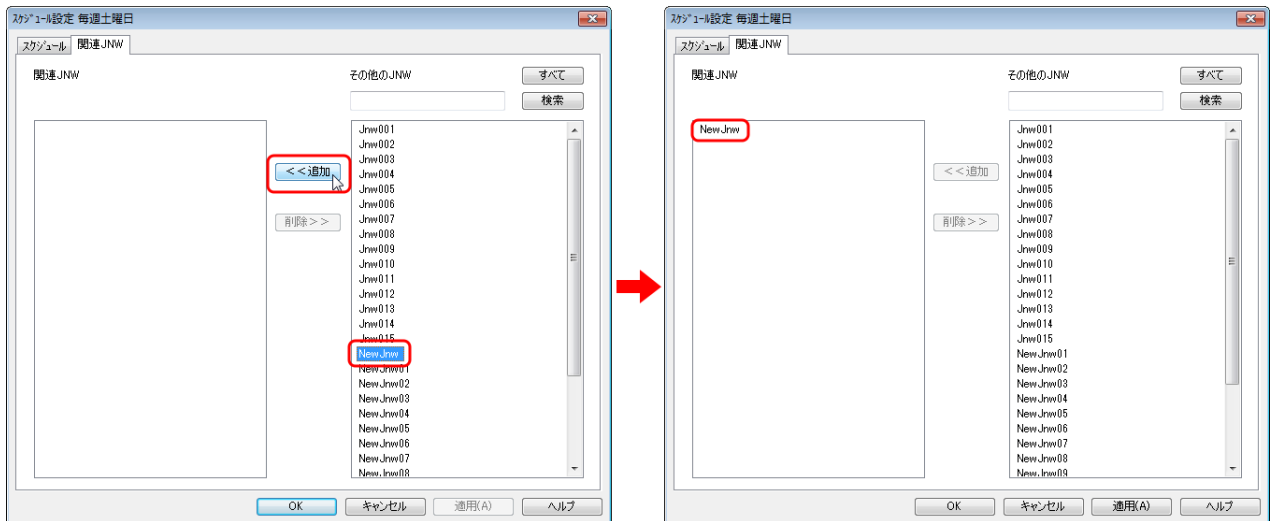 スケジュール設定 毎週土曜日
スケジュール 関連JNW
関連JNW
その他のJNW
すべて
検索
<<追加
削除>>
Jnw001
Jnw002
Jnw003
Jnw004
Jnw005
Jnw006
Jnw007
Jnw008
Jnw009
Jnw010
Jnw011
Jnw012
Jnw013
Jnw014
Jnw015
NewJnw
NewJnw01
NewJnw02
NewJnw03
NewJnw04
NewJnw05
NewJnw06
NewJnw07
NewJnw08
OK キャンセル 適用(A) ヘルプ
スケジュール設定 毎週土曜日
スケジュール 関連JNW
関連JNW
その他のJNW
すべて
検索
NewJnw
<<追加
削除>>
Jnw001
Jnw002
Jnw003
Jnw004
Jnw005
Jnw006
Jnw007
Jnw008
Jnw009
Jnw010
Jnw011
Jnw012
Jnw013
Jnw014
Jnw015
NewJnw01
NewJnw02
NewJnw03
NewJnw04
NewJnw05
NewJnw06
NewJnw07
NewJnw08
NewJnw09
OK キャンセル 適用(A) ヘルプ